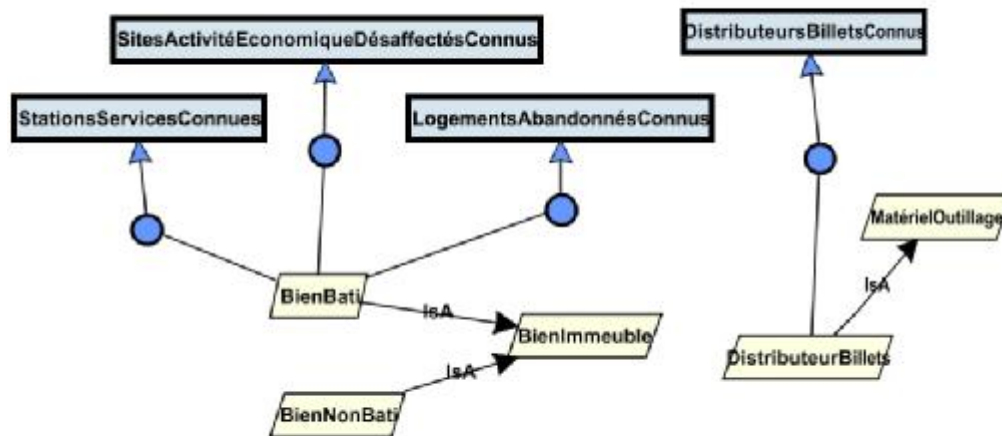 SitesActivitéEconomiqueDésaffectésConnus
DistributeursBilletsConnus
StationsServicesConnues
LogementsAbandonnésConnus
MatérielOutillage
IsA
BienBati
IsA
BienImmeuble
DistributeurBillets
IsA
BienNonBati